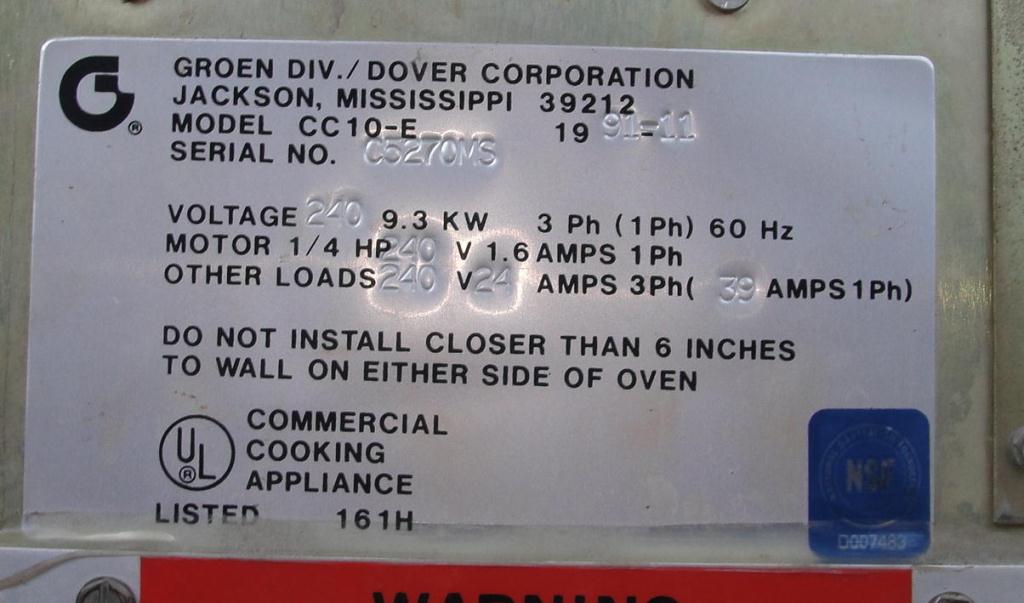 GROEN DIV./DOVER CORPORATION
JACKSON, MISSISSIPPI 39212
MODEL CC10-E 19 91-11
SERIAL NO. C5270MS
VOLTAGE 240 9.3 KW 3 Ph (1Ph) 60 Hz
MOTOR 1/4 HP 240 V 1.6 AMPS 1Ph
OTHER LOADS 240 V 24 AMPS 3Ph( 39 AMPS 1Ph)
DO NOT INSTALL CLOSER THAN 6 INCHES
TO WALL ON EITHER SIDE OF OVEN
UL ®
COMMERCIAL
COOKING
APPLIANCE
LISTED 161H
NSF
D007483
WARNING